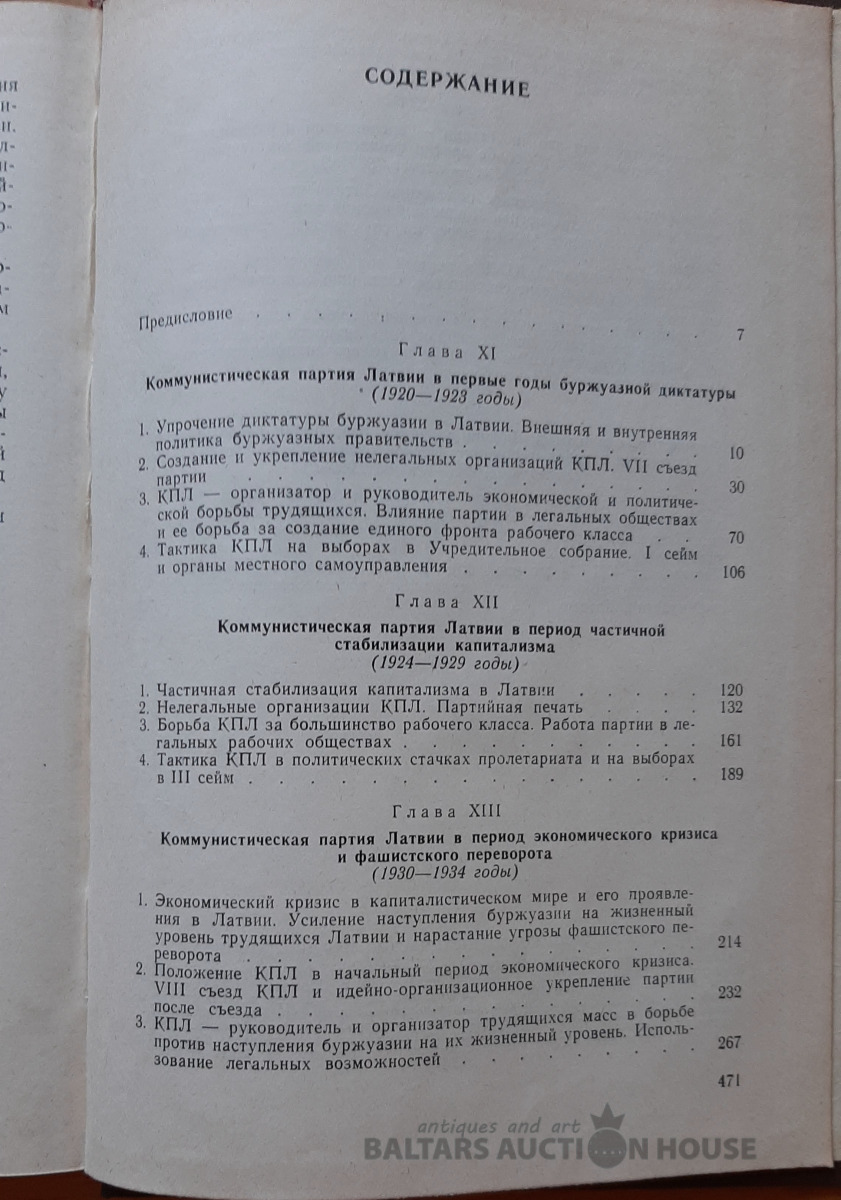 СОДЕРЖАНИЕ
Предисловие . . . . . . . . . . . . . 7
Глава XI
Коммунистическая партия Латвии в первые годы буржуазной диктатуры
(1920—1923 годы)
1. Упрочение диктатуры буржуазии в Латвии. Внешняя и внутренняя
политика буржуазных правительств . . . . . . . . 10
2. Создание и укрепление нелегальных организаций КПЛ. VII съезд
партии . . . . . . . . . . . . . . 30
3. КПЛ — организатор и руководитель экономической и политиче-
ской борьбы трудящихся. Влияние партии в легальных обществах
и ее борьба за создание единого фронта рабочего класса . . 70
4. Тактика КПЛ на выборах в Учредительное собрание. I сейм
и органы местного самоуправления . . . . . . . . 106
Глава XII
Коммунистическая партия Латвии в период частичной
стабилизации капитализма
(1924—1929 годы)
1. Частичная стабилизация капитализма в Латвии . . . . . 120
2. Нелегальные организации КПЛ. Партийная печать . . . . 132
3. Борьба КПЛ за большинство рабочего класса. Работа партии в ле-
гальных рабочих обществах . . . . . . . . . . 161
4. Тактика КПЛ в политических стачках пролетариата и на выборах
в III сейм . . . . . . . . . . . . . . 189
Глава XIII
Коммунистическая партия Латвии в период экономического кризиса
и фашистского переворота
(1930—1934 годы)
1. Экономический кризис в капиталистическом мире и его проявле-
ния в Латвии. Усиление наступления буржуазии на жизненный
уровень трудящихся Латвии и нарастание угрозы фашистского пе-
реворота . . . . . . . . . . . . . . 214
2. Положение КПЛ в начальный период экономического кризиса.
VIII съезд КПЛ и идейно-организационное укрепление партии
после съезда . . . . . . . . . . . . . 232
3. КПЛ — руководитель и организатор трудящихся масс в борьбе
против наступления буржуазии на их жизненный уровень. Исполь-
зование легальных возможностей . . . . . . . . 267
471
antiques and art
BALTARS AUCTION HOUSE